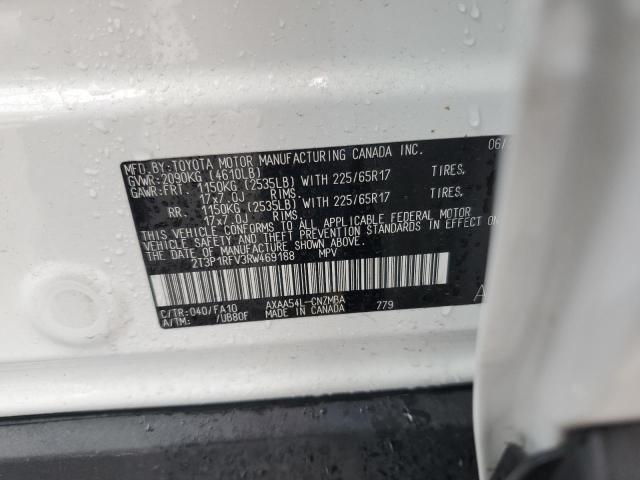 MFD.BY:TOYOTA MOTOR MANUFACTURING CANADA INC. 06/
GVWR:2090KG (4610LB)
GAWR:FRT. 1150KG (2535LB) WITH 225/65R17 TIRES,
17x7.0J RIMS
RR. 1150KG (2535LB) WITH 225/65R17 TIRES,
17x7.0J RIMS
THIS VEHICLE CONFORMS TO ALL APPLICABLE FEDERAL MOTOR
VEHICLE SAFETY AND THEFT PREVENTION STANDARDS IN EFFECT ON
THE DATE OF MANUFACTURE SHOWN ABOVE.
2T3P1RFV3RW469188 MPV
C/TR:040/FA10 AXAA54L-CNZMBA A
A/TM: /UB80F MADE IN CANADA 779